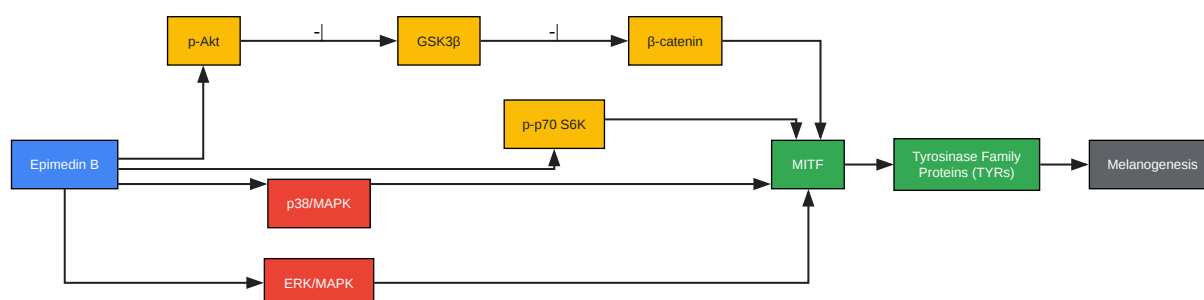 p-Akt
-|
GSK3β
-|
β-catenin
p-p70 S6K
Epimedin B
MITF
Tyrosinase Family
Proteins (TYRs)
Melanogenesis
p38/MAPK
ERK/MAPK